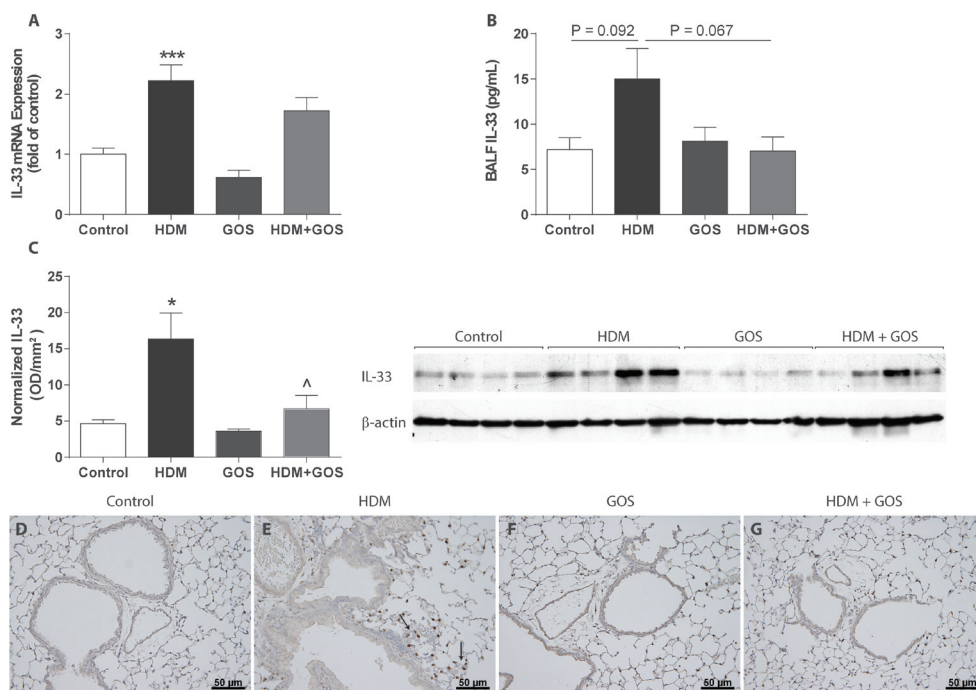 A
IL-33 mRNA Expression
(fold of control)
3
2
1
0
***
Control HDM GOS HDM+GOS
B
BALF IL-33 (pg/mL)
20
15
10
5
0
P = 0.092 P = 0.067
Control HDM GOS HDM+GOS
C
Normalized IL-33
(OD/mm²)
25
20
15
10
5
0
* ^
Control HDM GOS HDM+GOS
Control HDM GOS HDM + GOS
IL-33
β-actin
Control HDM GOS HDM + GOS
D E F G
50 µm 50 µm 50 µm 50 µm